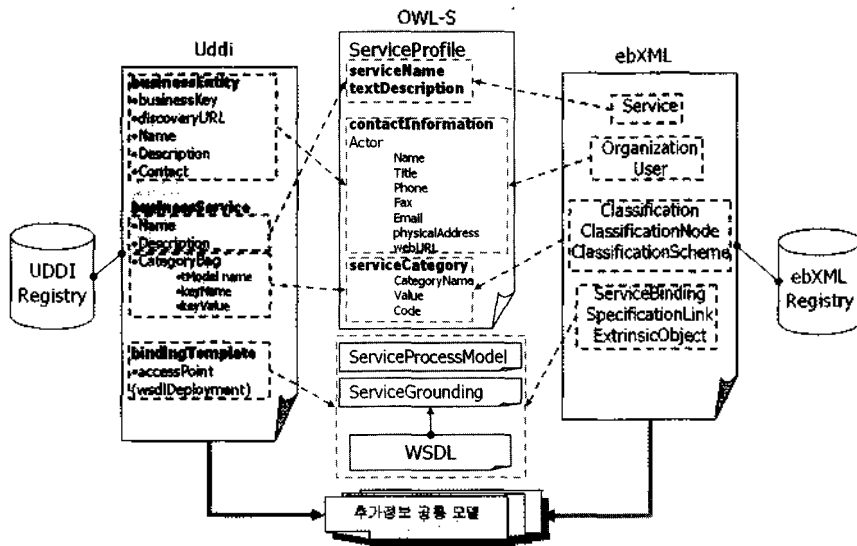 OWL-S
Uddi
ebXML
businessEntity
businessKey
discoveryURL
Name
Description
Contact
businessService
Name
Description
CategoryBag
tModel name
keyName
keyValue
bindingTemplate
accessPoint
(wsdlDeployment)
UDDI
Registry
ServiceProfile
serviceName
textDescription
contactInformation
Actor
Name
Title
Phone
Fax
Email
physicalAddress
webURL
serviceCategory
CategoryName
Value
Code
ServiceProcessModel
ServiceGrounding
WSDL
Service
Organization
User
Classification
ClassificationNode
ClassificationScheme
ServiceBinding
SpecificationLink
ExtrinsicObject
ebXML
Registry
추가정보 공통 모델